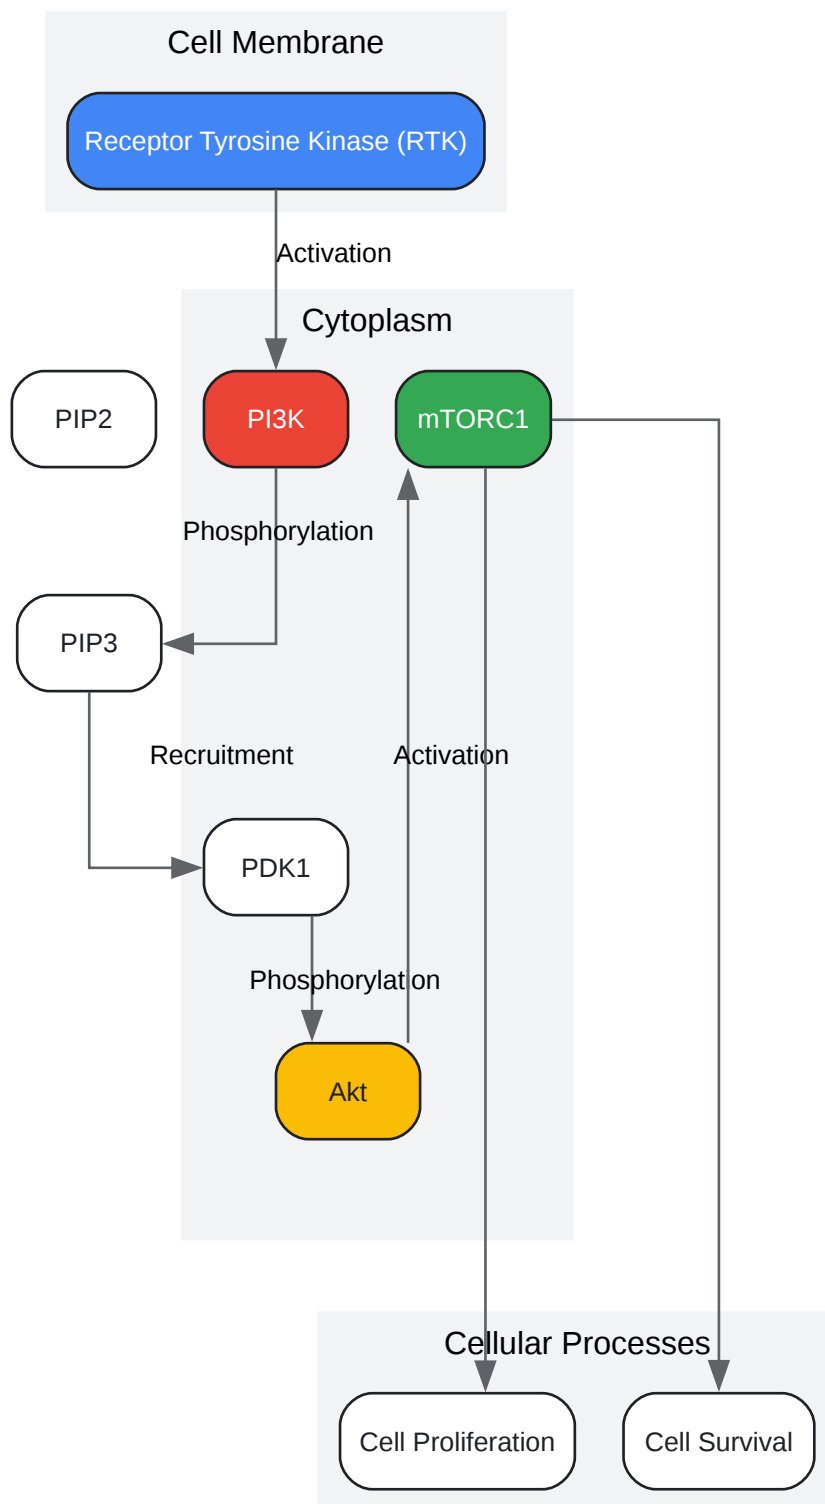 Cell Membrane
Receptor Tyrosine Kinase (RTK)
Activation
Cytoplasm
PIP2
PI3K
mTORC1
Phosphorylation
PIP3
Recruitment
Activation
PDK1
Phosphorylation
Akt
Cellular Processes
Cell Proliferation
Cell Survival